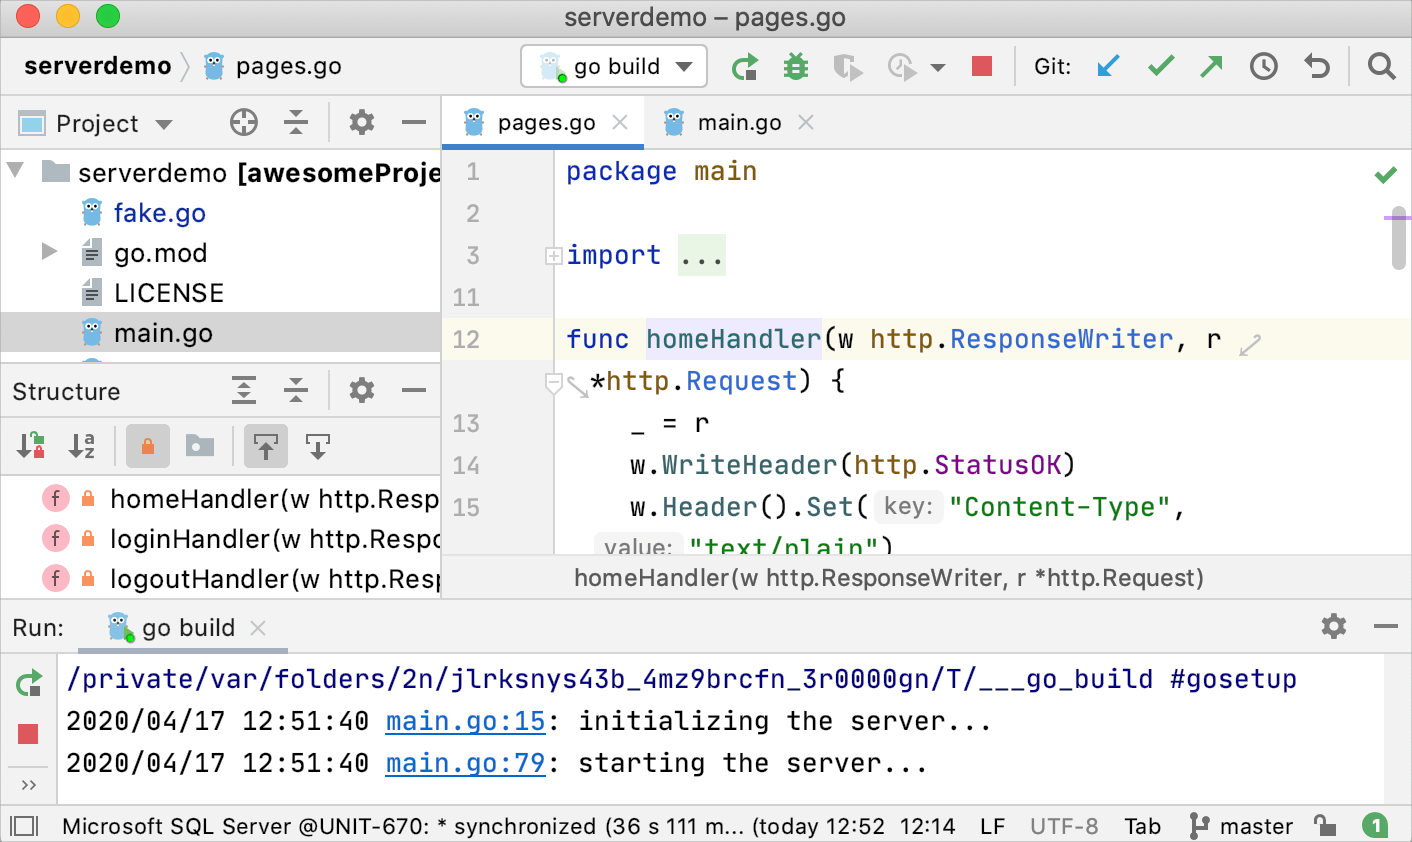 serverdemo – pages.go
serverdemo pages.go go build Git:
Project
serverdemo [awesomeProje
fake.go
go.mod
LICENSE
main.go
Structure
f homeHandler(w http.Resp
f loginHandler(w http.Respo
f logoutHandler(w http.Resp
pages.go main.go
1 package main
2
3 import ...
11
12 func homeHandler(w http.ResponseWriter, r
*http.Request) {
13 _ = r
14 w.WriteHeader(http.StatusOK)
15 w.Header().Set( key: "Content-Type",
value: "text/plain")
homeHandler(w http.ResponseWriter, r *http.Request)
Run: go build
/private/var/folders/2n/jlrksnys43b_4mz9brcfn_3r0000gn/T/___go_build #gosetup
2020/04/17 12:51:40 main.go:15: initializing the server...
2020/04/17 12:51:40 main.go:79: starting the server...
Microsoft SQL Server @UNIT-670: * synchronized (36 s 111 m... (today 12:52 12:14 LF UTF-8 Tab master 1